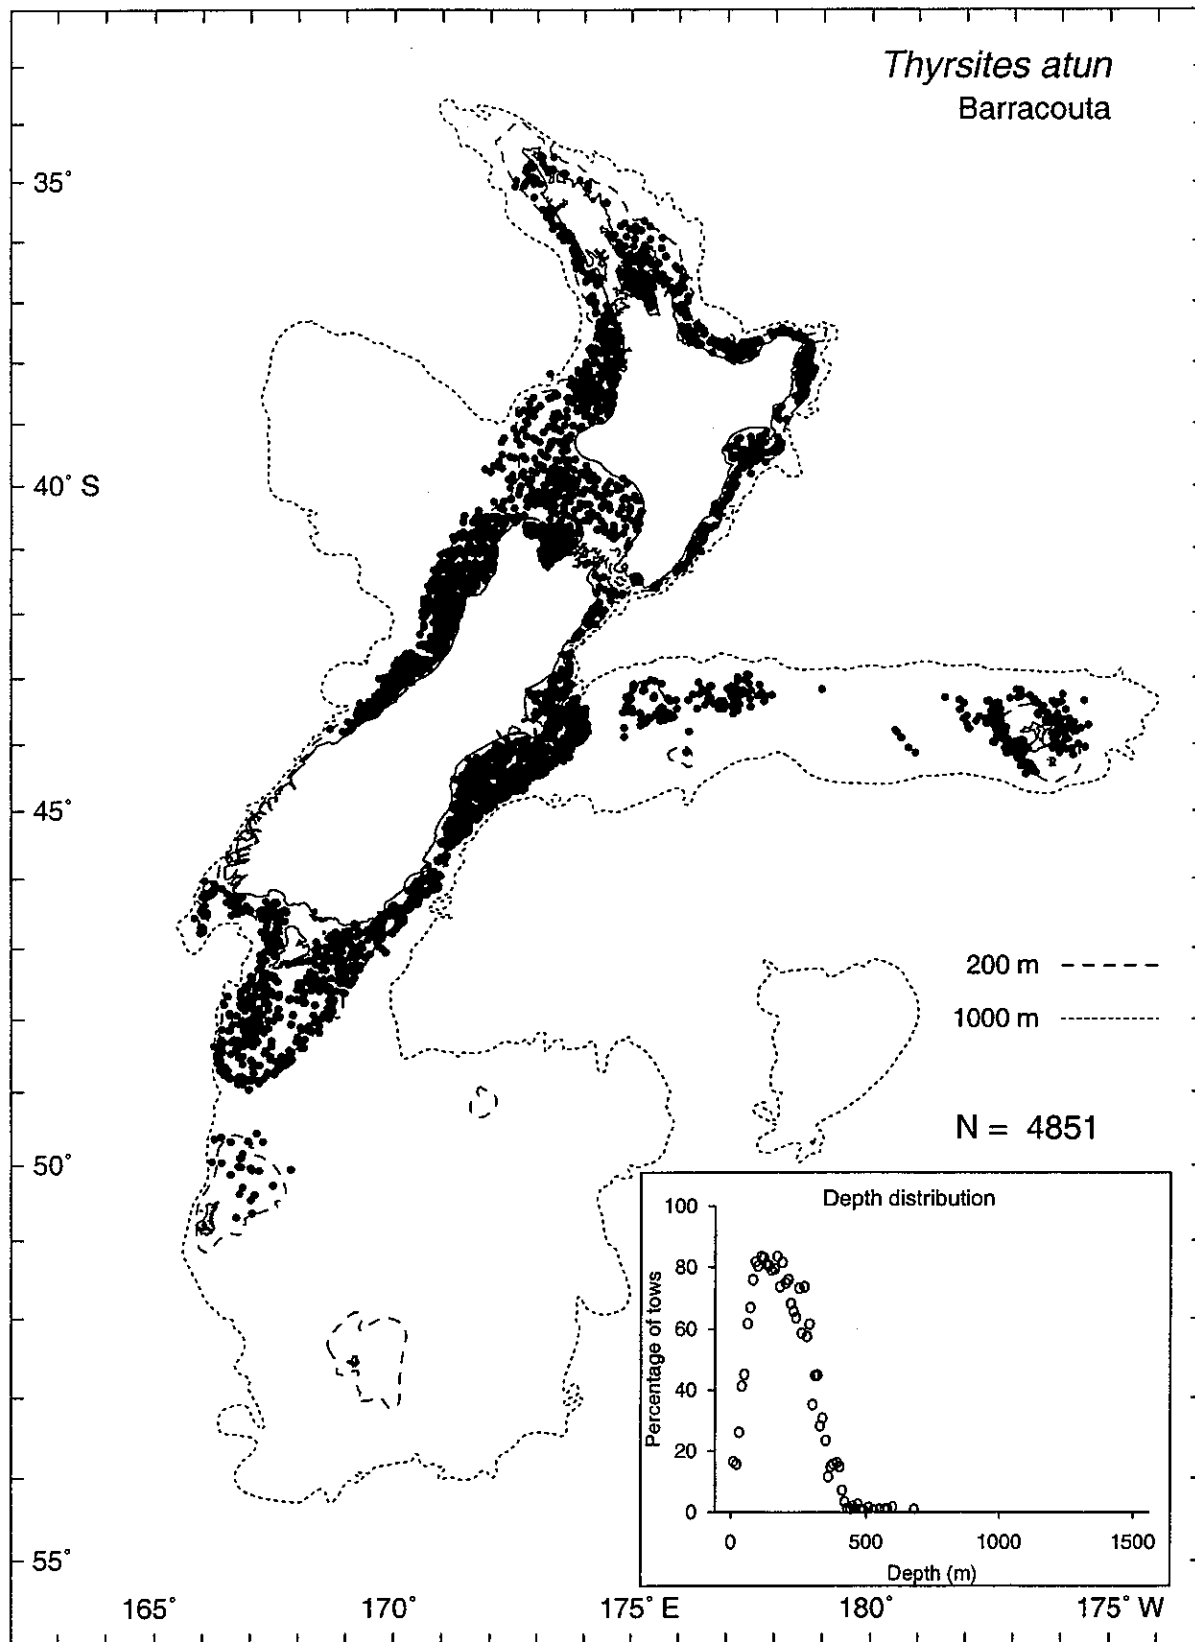 Thyrsites atun
Barracouta
35°
40° S
45°
50°
55°
200 m
1000 m
N = 4851
Depth distribution
Percentage of tows
100
80
60
40
20
0
0 500 1000 1500
Depth (m)
165° 170° 175° E 180° 175° W